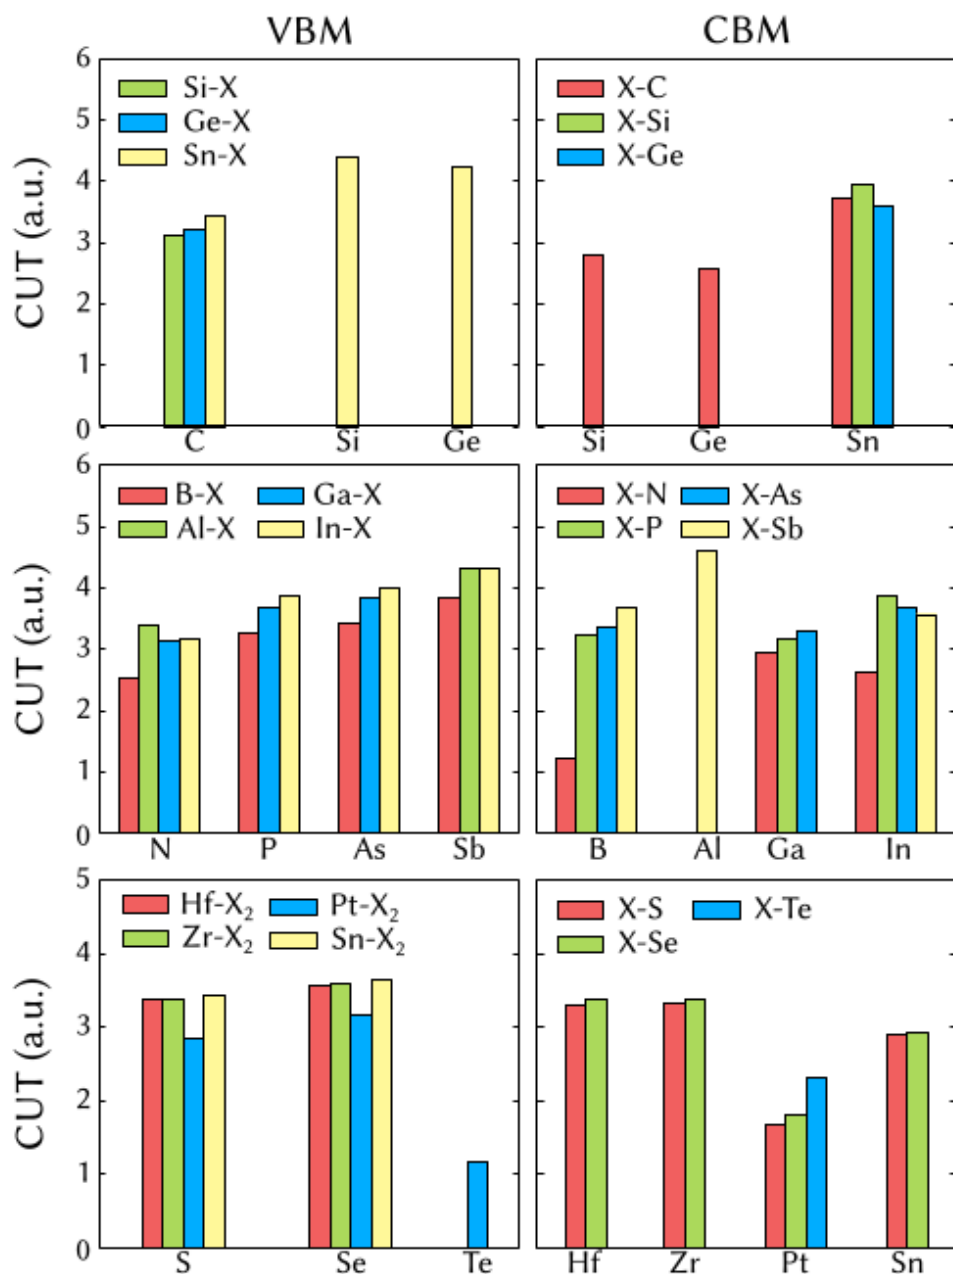 VBM
CBM
CUT (a.u.)
6
5
4
3
2
1
0
Si-X
Ge-X
Sn-X
C
Si
Ge
X-C
X-Si
X-Ge
Si
Ge
Sn
CUT (a.u.)
6
5
4
3
2
1
0
B-X
Ga-X
Al-X
In-X
N
P
As
Sb
X-N
X-As
X-P
X-Sb
B
Al
Ga
In
CUT (a.u.)
5
4
3
2
1
0
Hf-X₂
Pt-X₂
Zr-X₂
Sn-X₂
S
Se
Te
X-S
X-Te
X-Se
Hf
Zr
Pt
Sn